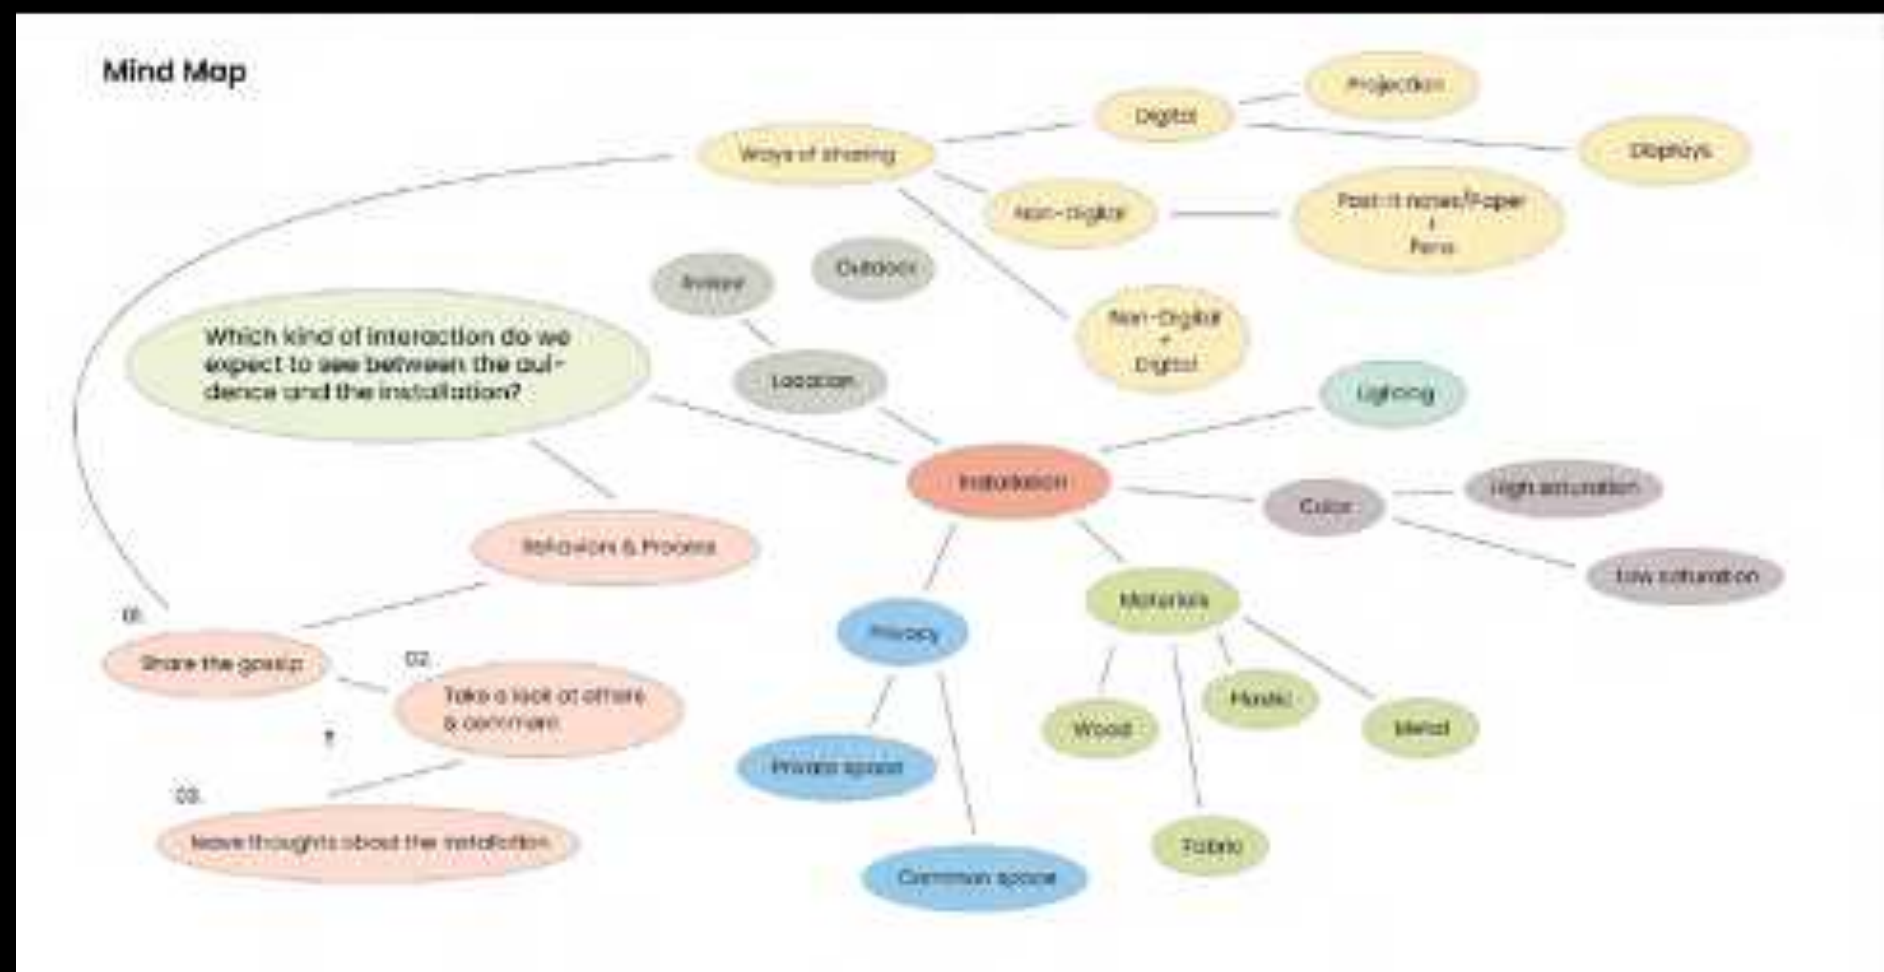 Mind Map
Projection
Digital
Displays
Ways of sharing
Non-digital
Post-it notes/Paper
+
Pens
Outdoor
Indoor
Non-Digital
+
Digital
Which kind of interaction do we
expect to see between the aui-
dence and the installation?
Location
Lighting
Installation
High saturation
Color
Behaviors & Process
Low saturation
Materials
01.
Privacy
Share the gossip
02.
Take a look at others
& comment
Plastic
Wood
Metal
Private space
03.
leave thoughts about the installation
Fabric
Common space